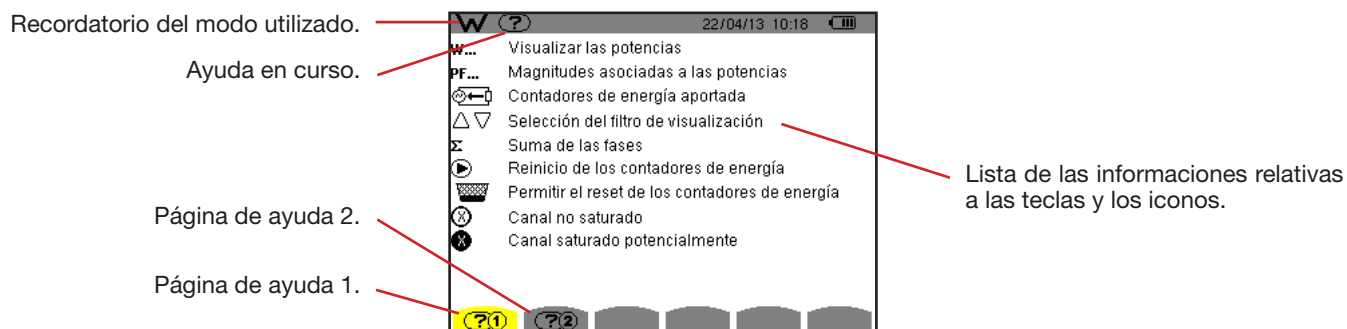 Recordatorio del modo utilizado.
W ? 22/04/13 10:18
Ayuda en curso.
W... Visualizar las potencias
PF... Magnitudes asociadas a las potencias
Contadores de energía aportada
Selección del filtro de visualización
Σ Suma de las fases
Reinicio de los contadores de energía
Permitir el reset de los contadores de energía
X Canal no saturado
X Canal saturado potencialmente
Lista de las informaciones relativas
a las teclas y los iconos.
Página de ayuda 2.
Página de ayuda 1.
?1 ?2